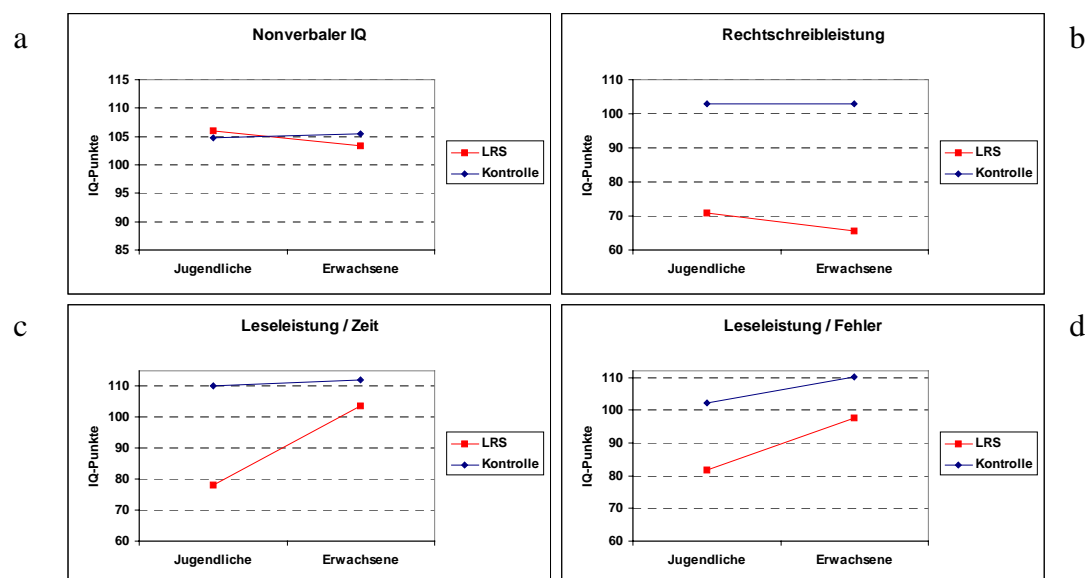 a
Nonverbaler IQ
IQ-Punkte
115
110
105
100
95
90
85
Jugendliche Erwachsene
LRS
Kontrolle
b
Rechtschreibleistung
IQ-Punkte
110
100
90
80
70
60
Jugendliche Erwachsene
LRS
Kontrolle
c
Leseleistung / Zeit
IQ-Punkte
110
100
90
80
70
60
Jugendliche Erwachsene
LRS
Kontrolle
d
Leseleistung / Fehler
IQ-Punkte
110
100
90
80
70
60
Jugendliche Erwachsene
LRS
Kontrolle